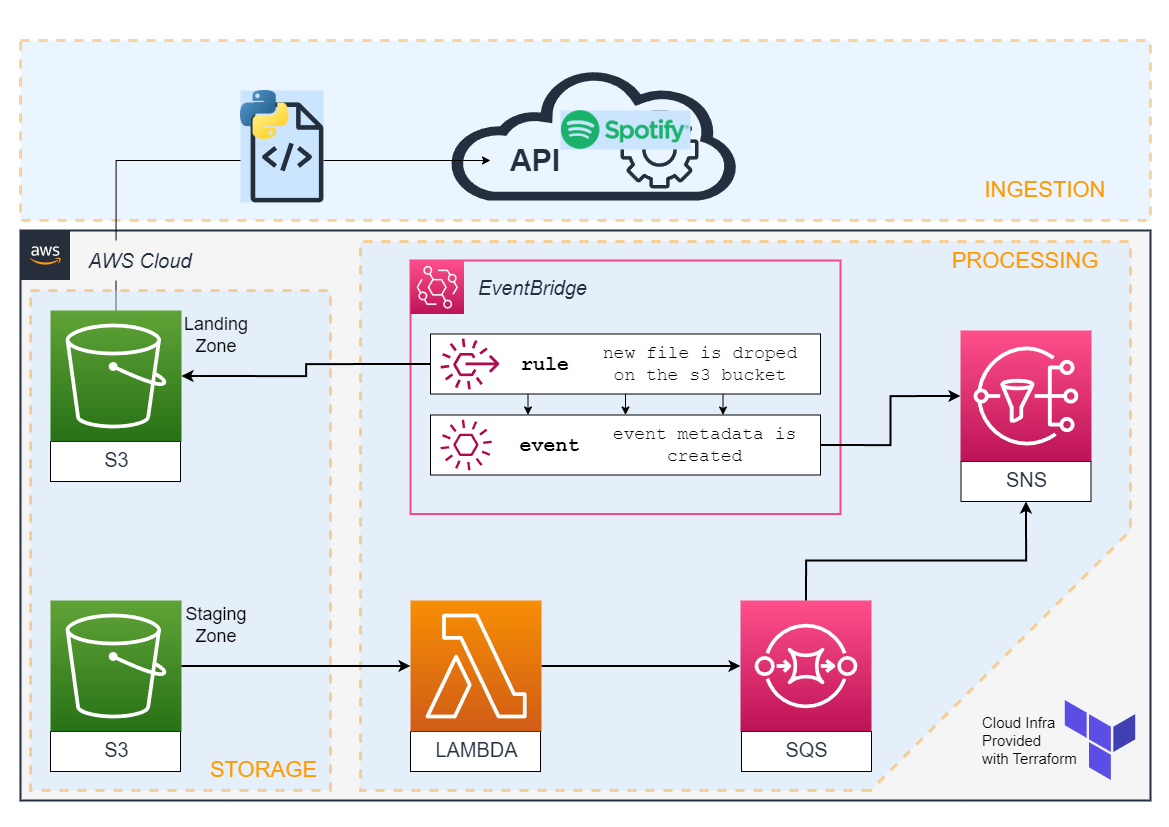 Spotify
API
</>
INGESTION
aws
AWS Cloud
PROCESSING
EventBridge
Landing
Zone
rule
new file is droped
on the s3 bucket
event
event metadata is
created
S3
SNS
Staging
Zone
S3
LAMBDA
SQS
STORAGE
Cloud Infra
Provided
with Terraform